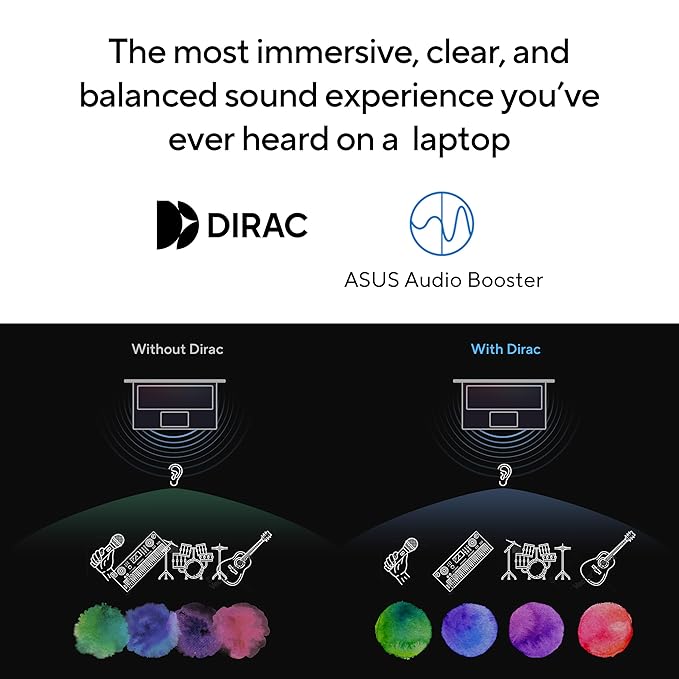 The most immersive, clear, and
balanced sound experience you've
ever heard on a laptop
DIRAC
ASUS Audio Booster
Without Dirac
With Dirac